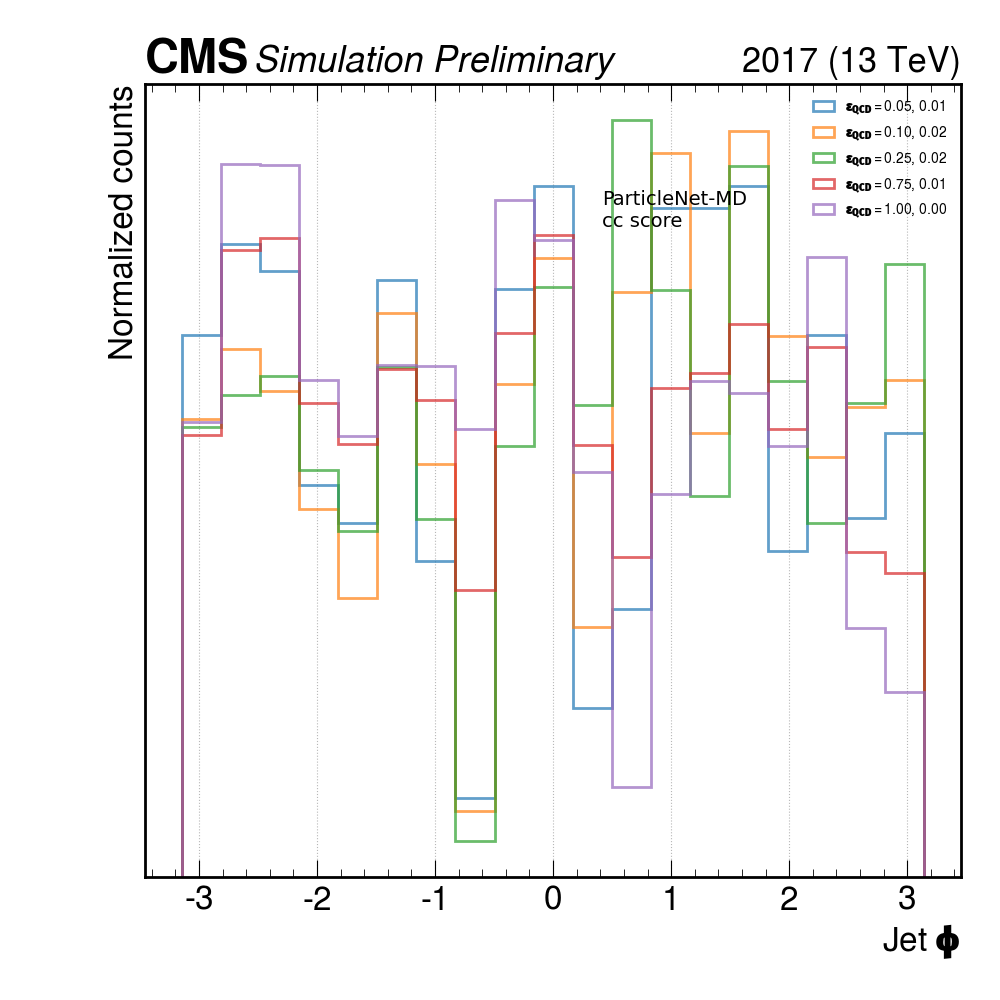 CMS Simulation Preliminary 2017 (13 TeV)
Normalized counts
ε_QCD = 0.05, 0.01
ε_QCD = 0.10, 0.02
ε_QCD = 0.25, 0.02
ε_QCD = 0.75, 0.01
ε_QCD = 1.00, 0.00
ParticleNet-MD
cc score
-3 -2 -1 0 1 2 3
Jet ϕ